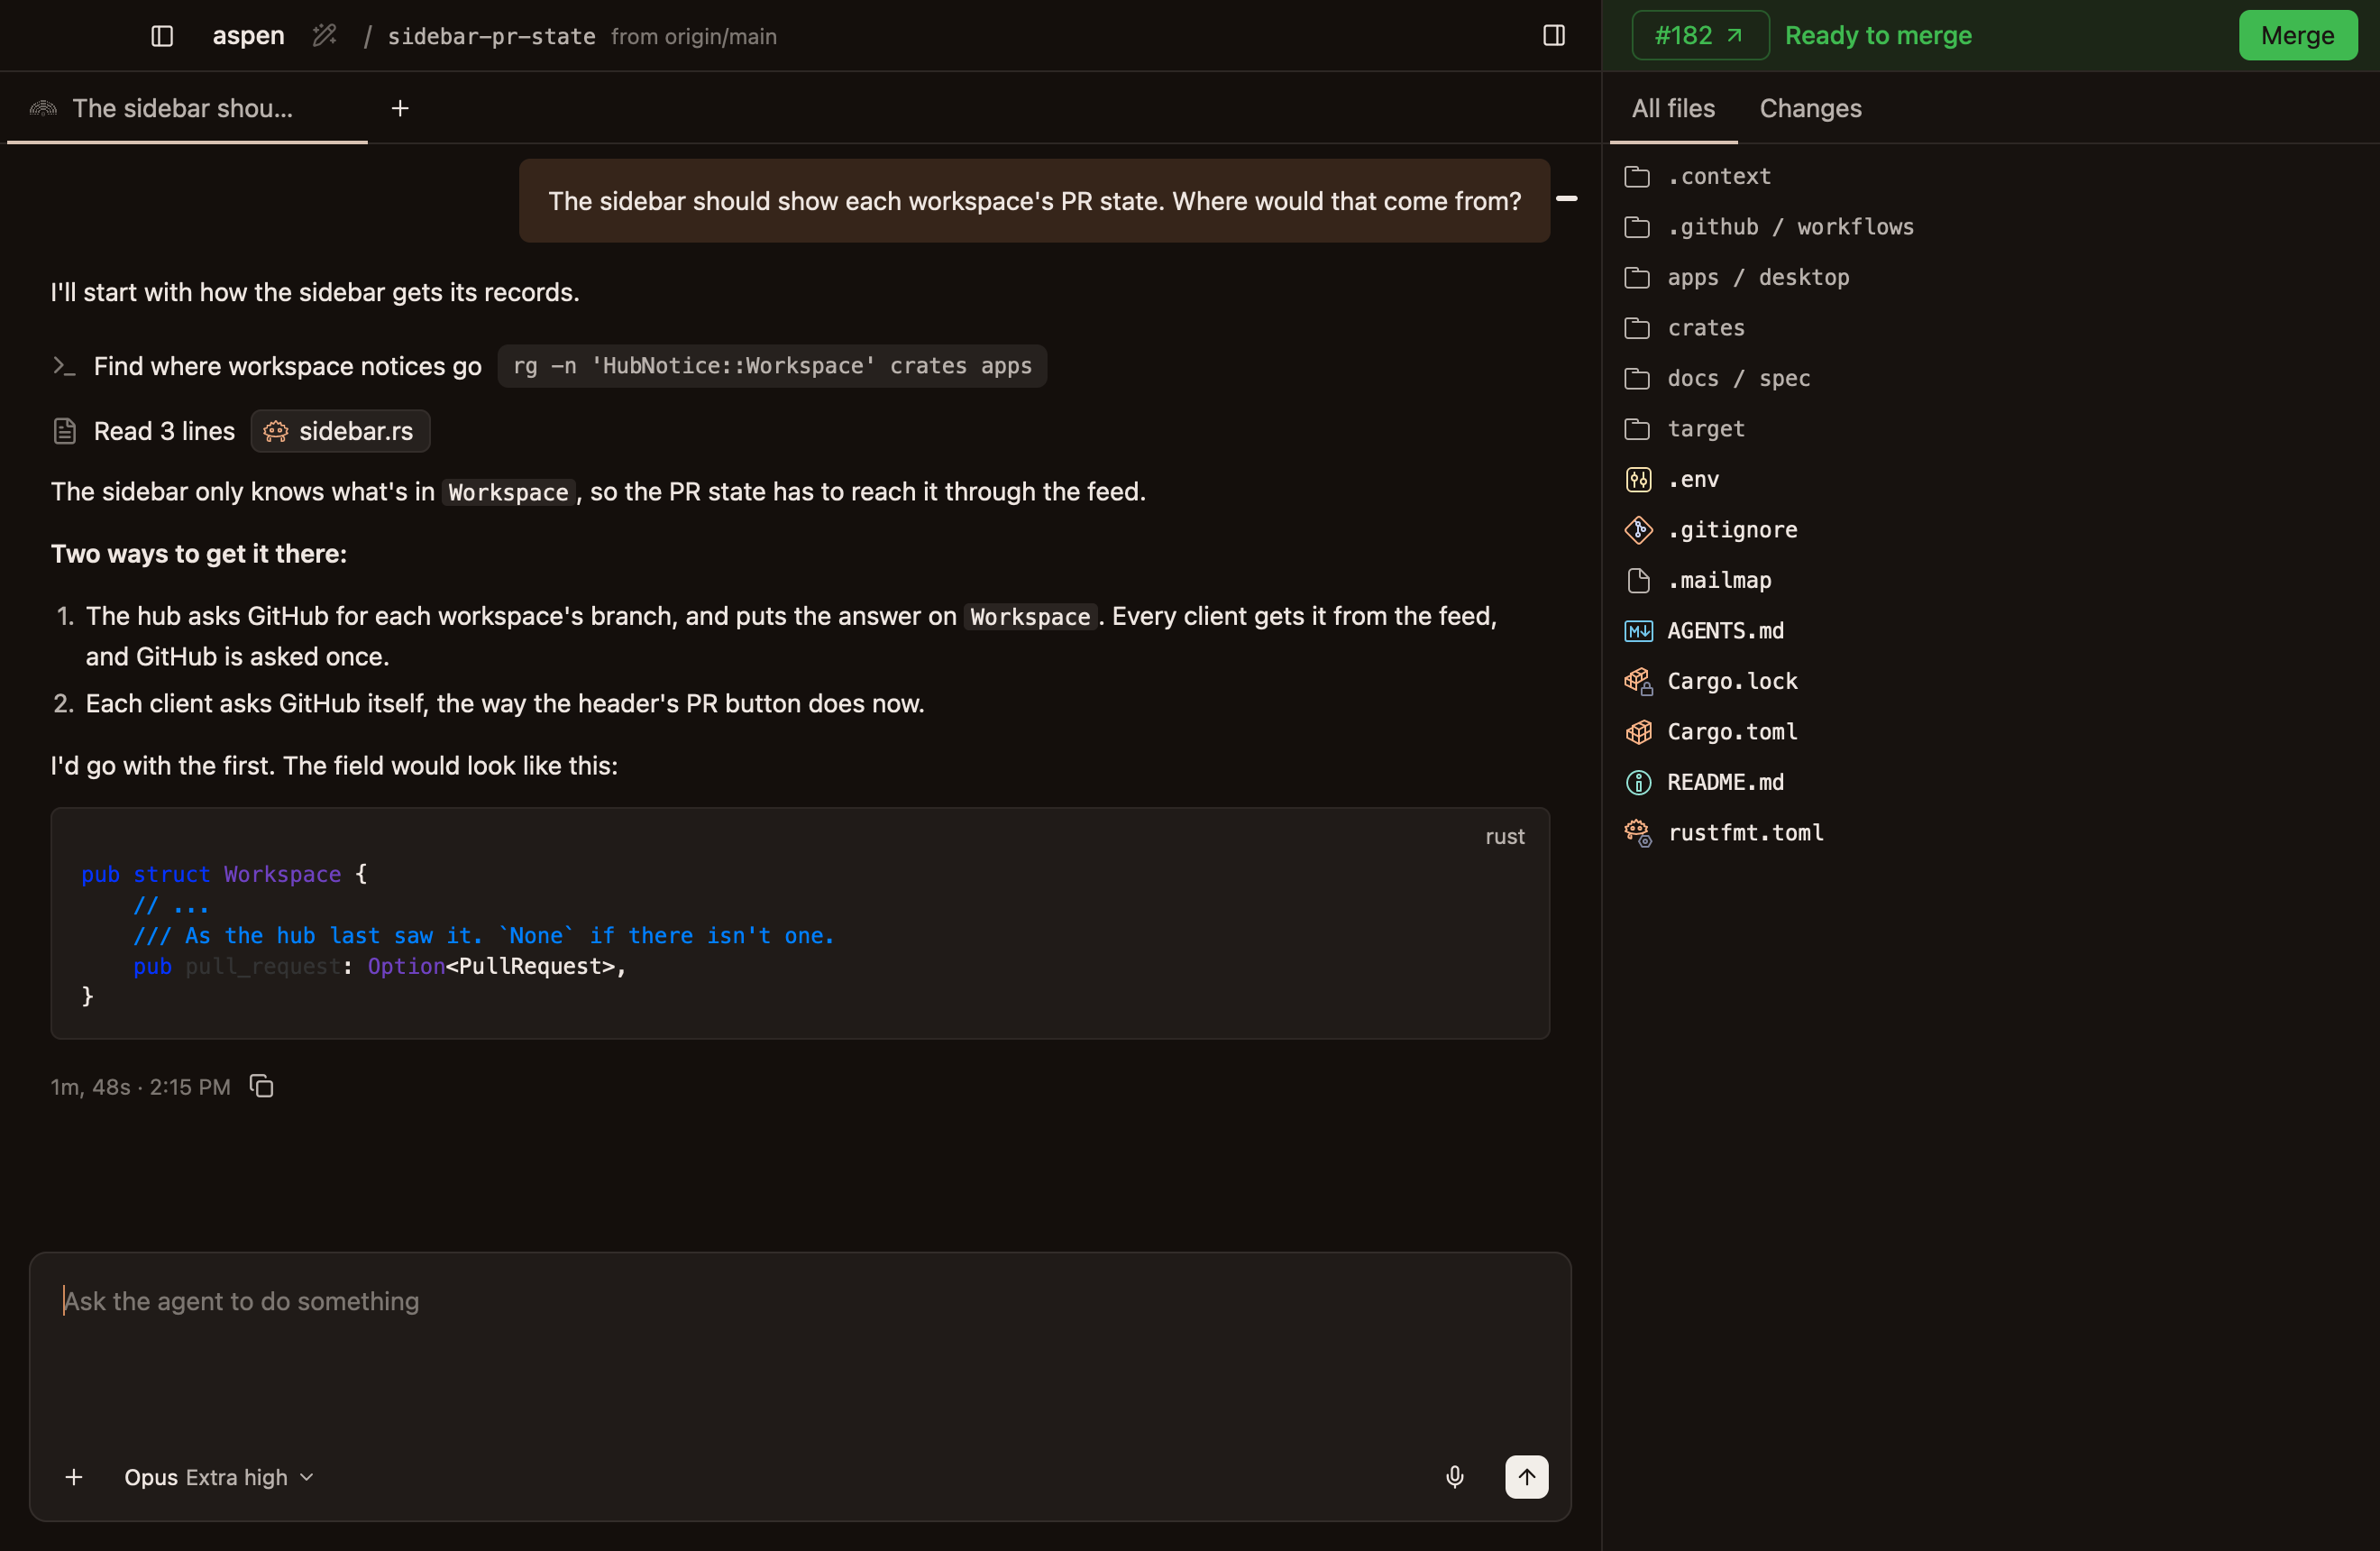 aspen / sidebar-pr-state from origin/main
#182 Ready to merge
Merge
The sidebar shou...
All files
Changes
The sidebar should show each workspace's PR state. Where would that come from?
I'll start with how the sidebar gets its records.
Find where workspace notices go rg -n 'HubNotice::Workspace' crates apps
Read 3 lines sidebar.rs
The sidebar only knows what's in Workspace, so the PR state has to reach it through the feed.
Two ways to get it there:
1. The hub asks GitHub for each workspace's branch, and puts the answer on Workspace. Every client gets it from the feed,
and GitHub is asked once.
2. Each client asks GitHub itself, the way the header's PR button does now.
I'd go with the first. The field would look like this:
rust
pub struct Workspace {
    // ...
    /// As the hub last saw it. `None` if there isn't one.
    pub pull_request: Option<PullRequest>,
}
1m, 48s · 2:15 PM
Ask the agent to do something
Opus Extra high
.context
.github / workflows
apps / desktop
crates
docs / spec
target
.env
.gitignore
.mailmap
AGENTS.md
Cargo.lock
Cargo.toml
README.md
rustfmt.toml